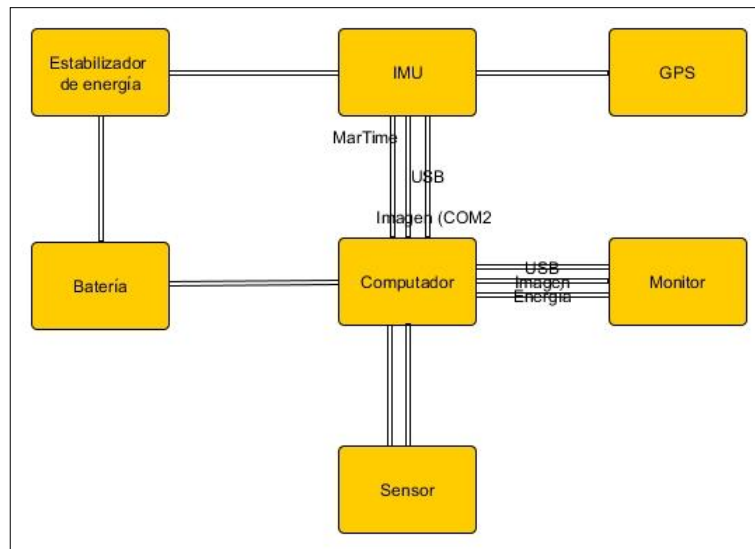 Estabilizador
de energía
IMU
GPS
MarTime
USB
Imagen (COM2
Batería
Computador
USB
Imagen
Energía
Monitor
Sensor